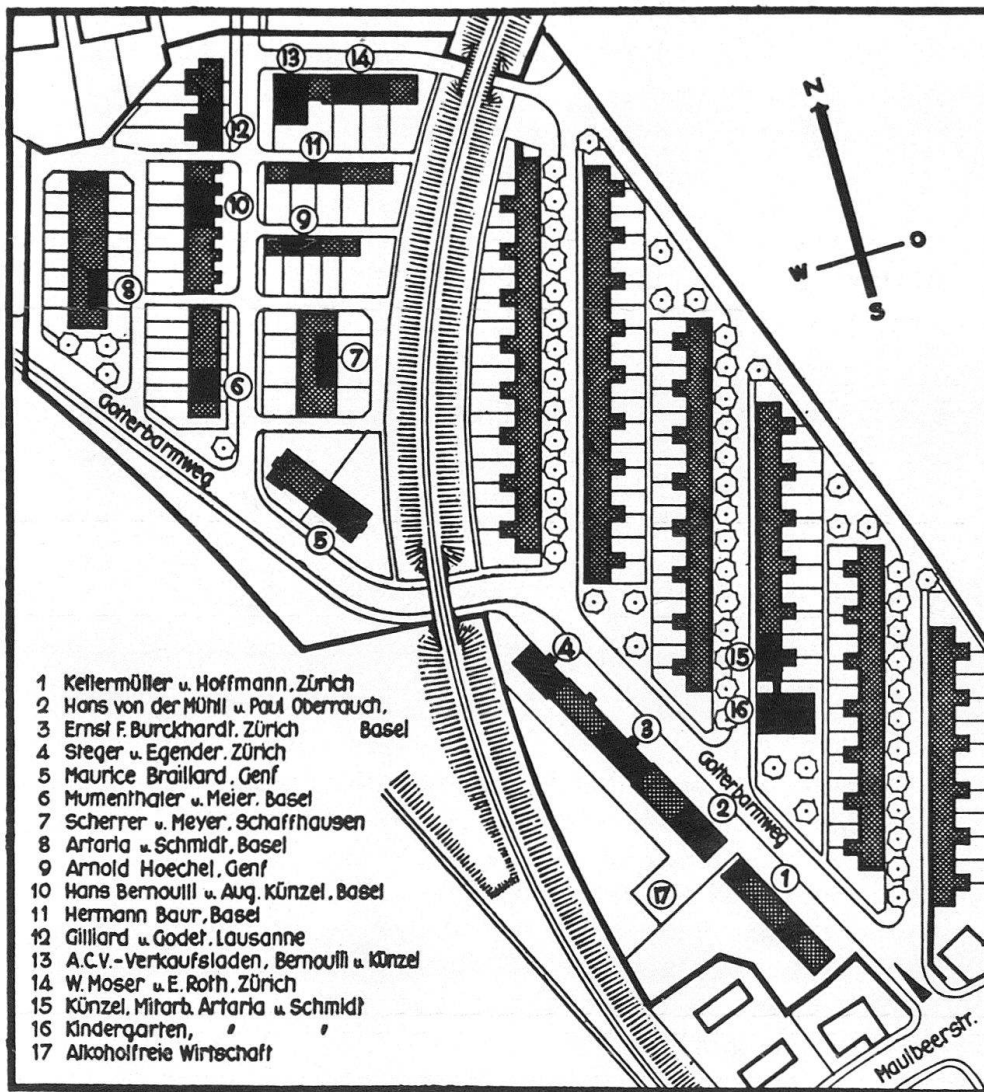 13 14
12
11
10
9
8
7
6
5
Gotterbarmweg
N
W O
S
4
3
2
1
15
16
17
Gotterbarmweg
Maulbeerstr.
1 Kellermüller u. Hoffmann, Zürich
2 Hans von der Mühll u. Paul Oberrauch,
3 Ernst F. Burckhardt, Zürich Basel
4 Steger u. Egender, Zürich
5 Maurice Braillard, Genf
6 Mumenthaler u. Meier, Basel
7 Scherrer u. Meyer, Schaffhausen
8 Artaria u. Schmidt, Basel
9 Arnold Hoechel, Genf
10 Hans Bernoulli u. Aug. Künzel, Basel
11 Hermann Baur, Basel
12 Gilliard u. Godet, Lausanne
13 A.C.V.-Verkaufsladen, Bernoulli u. Künzel
14 W. Moser u. E. Roth, Zürich
15 Künzel, Mitarb. Artaria u. Schmidt
16 Kindergarten, " "
17 Alkoholfreie Wirtschaft